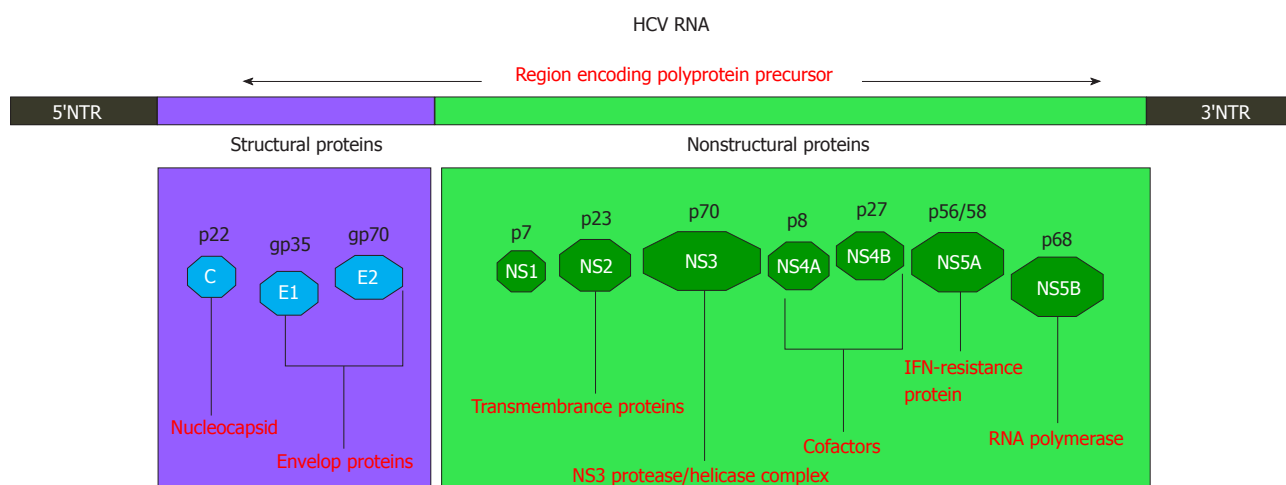 HCV RNA
Region encoding polyprotein precursor
5'NTR
3'NTR
Structural proteins
Nonstructural proteins
p22
gp35
gp70
C
E1
E2
Nucleocapsid
Envelop proteins
p7
p23
p70
p8
p27
p56/58
p68
NS1
NS2
NS3
NS4A
NS4B
NS5A
NS5B
Transmembrance proteins
NS3 protease/helicase complex
Cofactors
IFN-resistance
protein
RNA polymerase